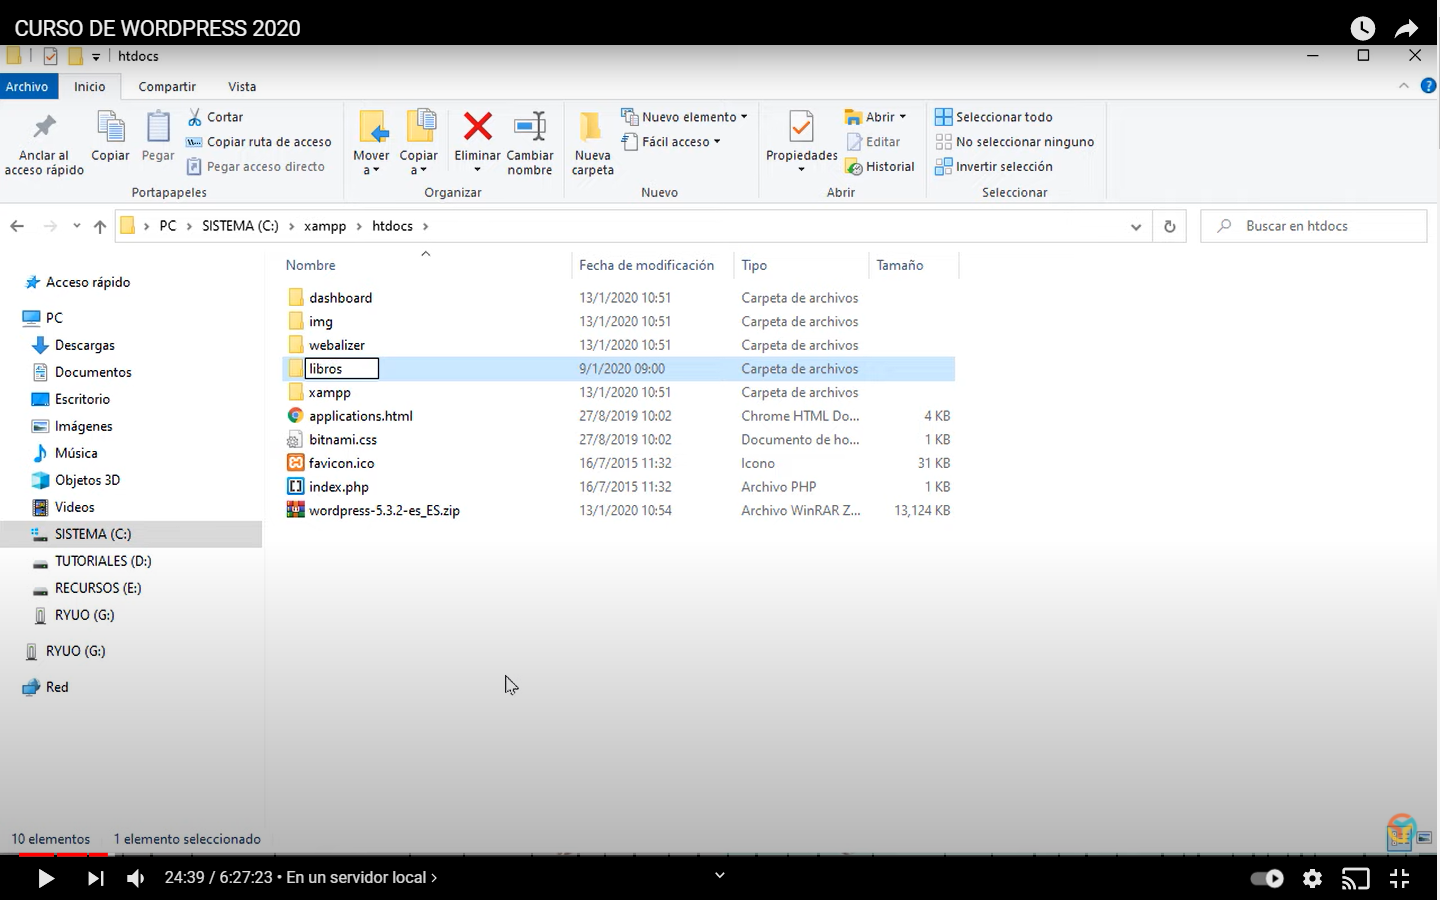 CURSO DE WORDPRESS 2020
htdocs
Archivo Inicio Compartir Vista
Anclar al acceso rápido
Copiar
Pegar
Cortar
Copiar ruta de acceso
Pegar acceso directo
Portapapeles
Mover a
Copiar a
Eliminar
Cambiar nombre
Organizar
Nueva carpeta
Nuevo elemento
Fácil acceso
Nuevo
Propiedades
Abrir
Editar
Historial
Abrir
Seleccionar todo
No seleccionar ninguno
Invertir selección
Seleccionar
PC › SISTEMA (C:) › xampp › htdocs ›
Buscar en htdocs
Acceso rápido
PC
Descargas
Documentos
Escritorio
Imágenes
Música
Objetos 3D
Videos
SISTEMA (C:)
TUTORIALES (D:)
RECURSOS (E:)
RYUO (G:)
RYUO (G:)
Red
Nombre Fecha de modificación Tipo Tamaño
dashboard 13/1/2020 10:51 Carpeta de archivos
img 13/1/2020 10:51 Carpeta de archivos
webalizer 13/1/2020 10:51 Carpeta de archivos
libros 9/1/2020 09:00 Carpeta de archivos
xampp 13/1/2020 10:51 Carpeta de archivos
applications.html 27/8/2019 10:02 Chrome HTML Do... 4 KB
bitnami.css 27/8/2019 10:02 Documento de ho... 1 KB
favicon.ico 16/7/2015 11:32 Icono 31 KB
index.php 16/7/2015 11:32 Archivo PHP 1 KB
wordpress-5.3.2-es_ES.zip 13/1/2020 10:54 Archivo WinRAR Z... 13,124 KB
10 elementos 1 elemento seleccionado
24:39 / 6:27:23 • En un servidor local ›